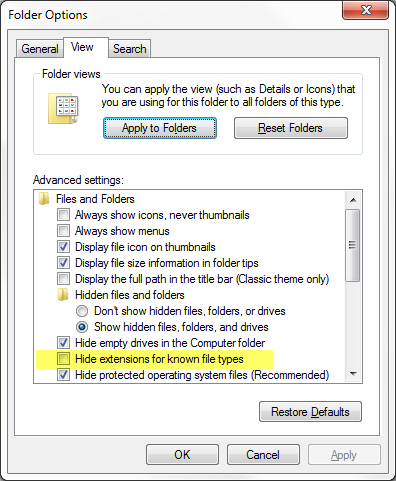 Folder Options
General View Search
Folder views
You can apply the view (such as Details or Icons) that
you are using for this folder to all folders of this type.
Apply to Folders Reset Folders
Advanced settings:
Files and Folders
Always show icons, never thumbnails
Always show menus
Display file icon on thumbnails
Display file size information in folder tips
Display the full path in the title bar (Classic theme only)
Hidden files and folders
Don't show hidden files, folders, or drives
Show hidden files, folders, and drives
Hide empty drives in the Computer folder
Hide extensions for known file types
Hide protected operating system files (Recommended)
Restore Defaults
OK Cancel Apply